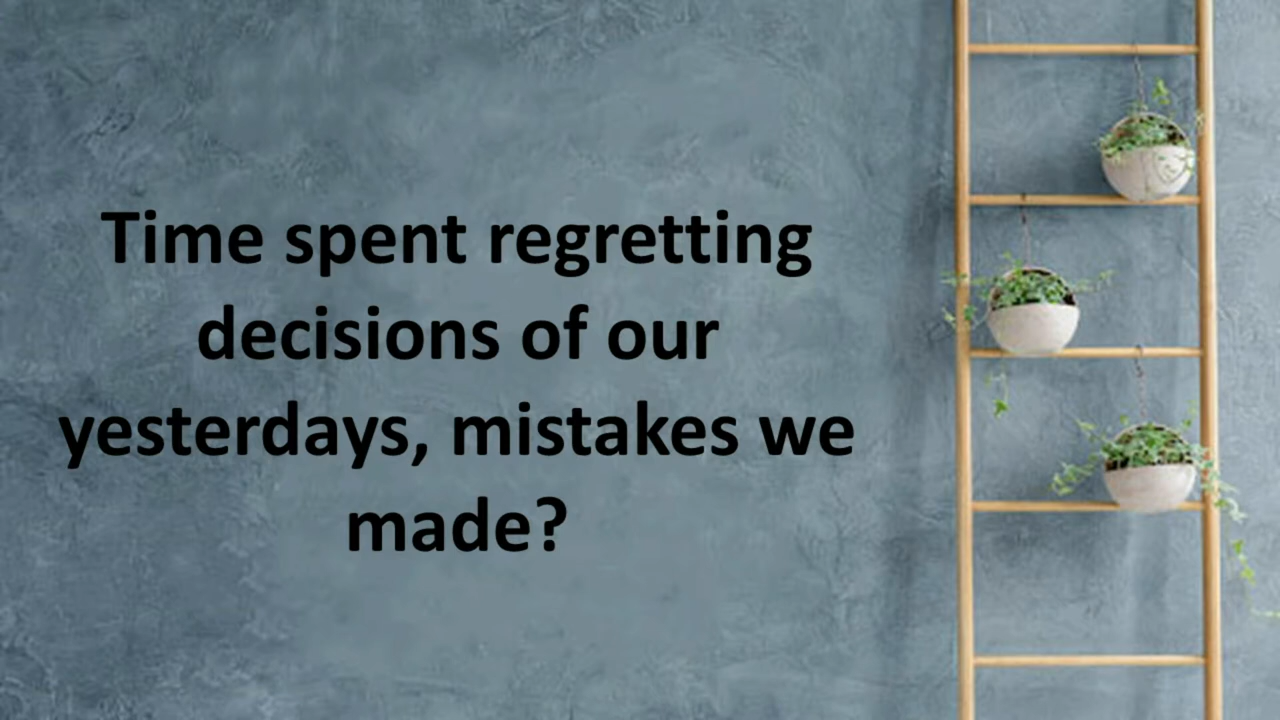 Time spent regretting
decisions of our
yesterdays, mistakes we
made?